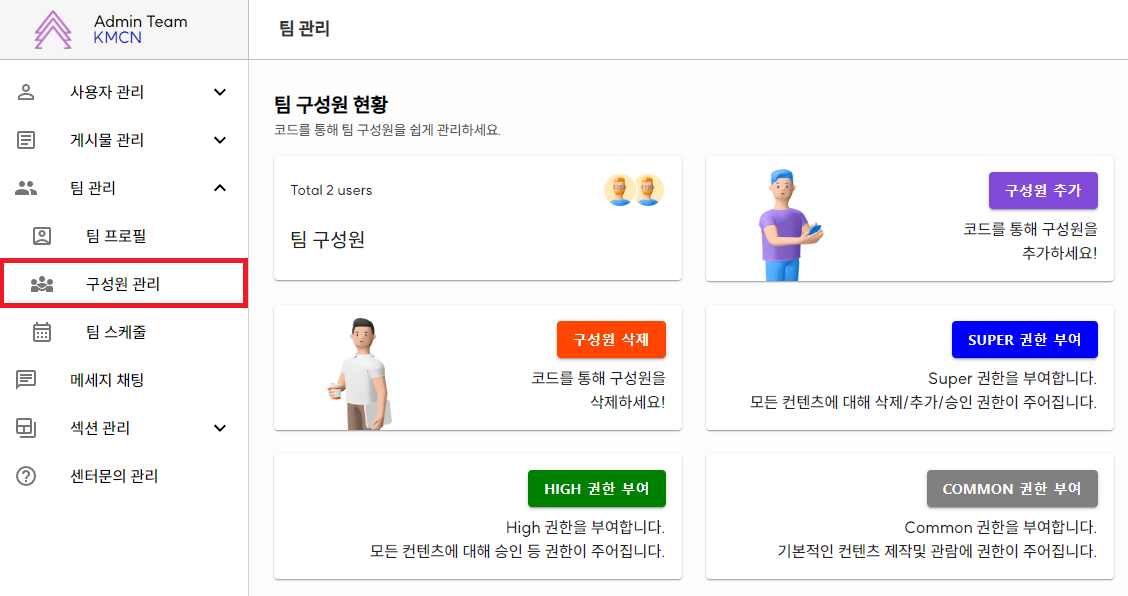 Admin Team
KMCN
팀 관리
사용자 관리
게시물 관리
팀 관리
팀 프로필
구성원 관리
팀 스케줄
메세지 채팅
섹션 관리
센터문의 관리
팀 구성원 현황
코드를 통해 팀 구성원을 쉽게 관리하세요.
Total 2 users
팀 구성원
구성원 추가
코드를 통해 구성원을
추가하세요!
구성원 삭제
코드를 통해 구성원을
삭제하세요!
SUPER 권한 부여
Super 권한을 부여합니다.
모든 컨텐츠에 대해 삭제/추가/승인 권한이 주어집니다.
HIGH 권한 부여
High 권한을 부여합니다.
모든 컨텐츠에 대해 승인 등 권한이 주어집니다.
COMMON 권한 부여
Common 권한을 부여합니다.
기본적인 컨텐츠 제작및 관람에 권한이 주어집니다.